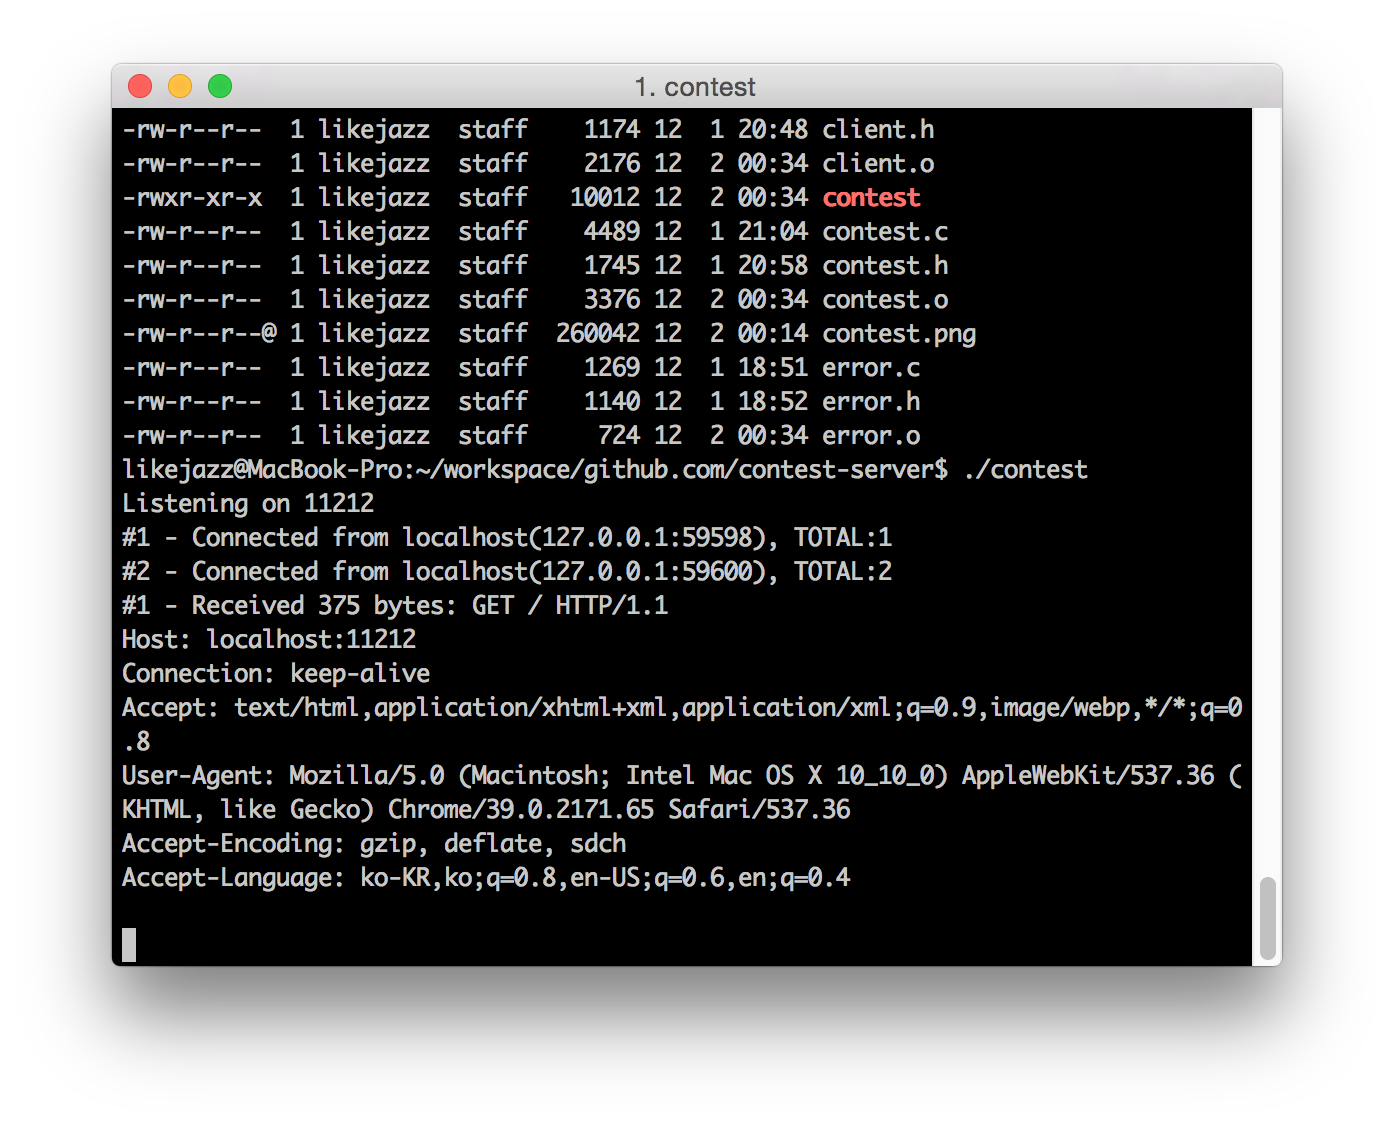 1. contest
-rw-r--r--  1 likejazz  staff    1174 12  1 20:48 client.h
-rw-r--r--  1 likejazz  staff    2176 12  2 00:34 client.o
-rwxr-xr-x  1 likejazz  staff   10012 12  2 00:34 contest
-rw-r--r--  1 likejazz  staff    4489 12  1 21:04 contest.c
-rw-r--r--  1 likejazz  staff    1745 12  1 20:58 contest.h
-rw-r--r--  1 likejazz  staff    3376 12  2 00:34 contest.o
-rw-r--r--@ 1 likejazz  staff  260042 12  2 00:14 contest.png
-rw-r--r--  1 likejazz  staff    1269 12  1 18:51 error.c
-rw-r--r--  1 likejazz  staff    1140 12  1 18:52 error.h
-rw-r--r--  1 likejazz  staff     724 12  2 00:34 error.o
likejazz@MacBook-Pro:~/workspace/github.com/contest-server$ ./contest
Listening on 11212
#1 - Connected from localhost(127.0.0.1:59598), TOTAL:1
#2 - Connected from localhost(127.0.0.1:59600), TOTAL:2
#1 - Received 375 bytes: GET / HTTP/1.1
Host: localhost:11212
Connection: keep-alive
Accept: text/html,application/xhtml+xml,application/xml;q=0.9,image/webp,*/*;q=0
.8
User-Agent: Mozilla/5.0 (Macintosh; Intel Mac OS X 10_10_0) AppleWebKit/537.36 (
KHTML, like Gecko) Chrome/39.0.2171.65 Safari/537.36
Accept-Encoding: gzip, deflate, sdch
Accept-Language: ko-KR,ko;q=0.8,en-US;q=0.6,en;q=0.4